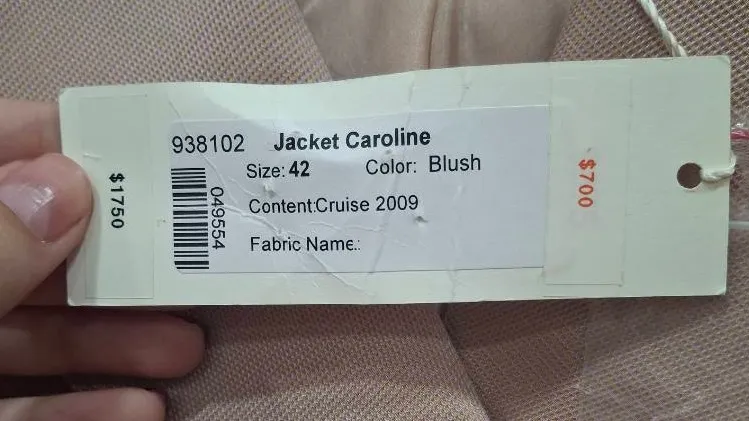 $1750
938102 Jacket Caroline
Size: 42 Color: Blush
049554
Content:Cruise 2009
Fabric Name.:
$700